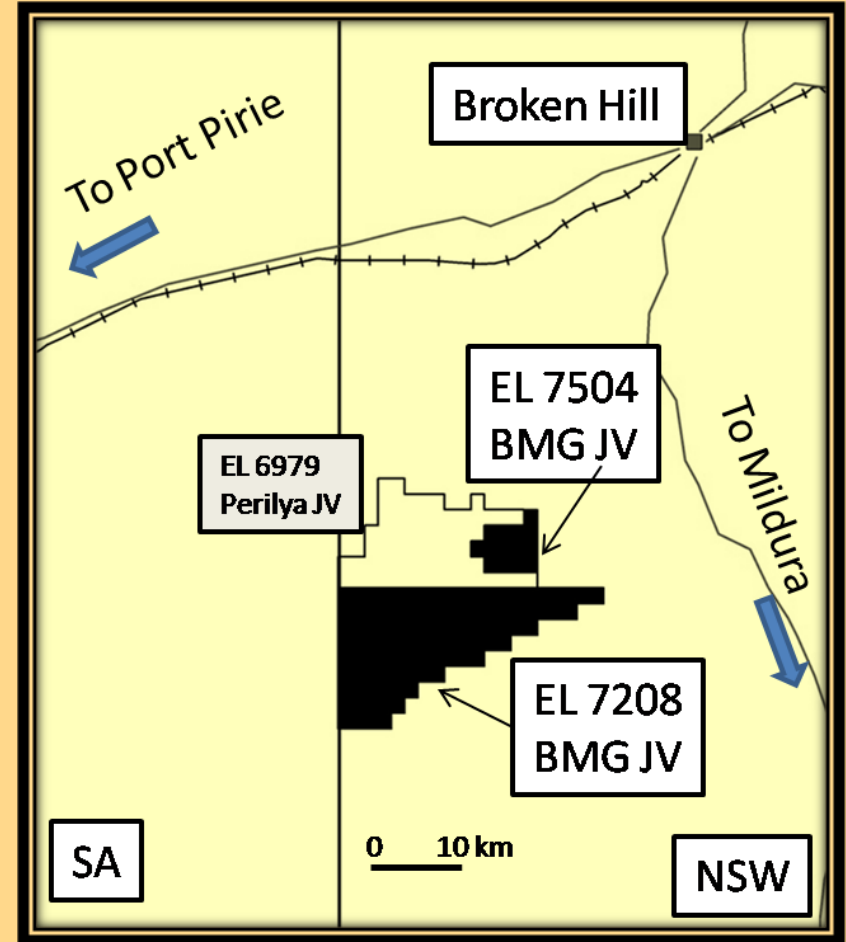 Broken Hill
To Port Pirie
EL 7504
BMG JV
To Mildura
EL 6979
Perilya JV
EL 7208
BMG JV
0 10 km
SA
NSW